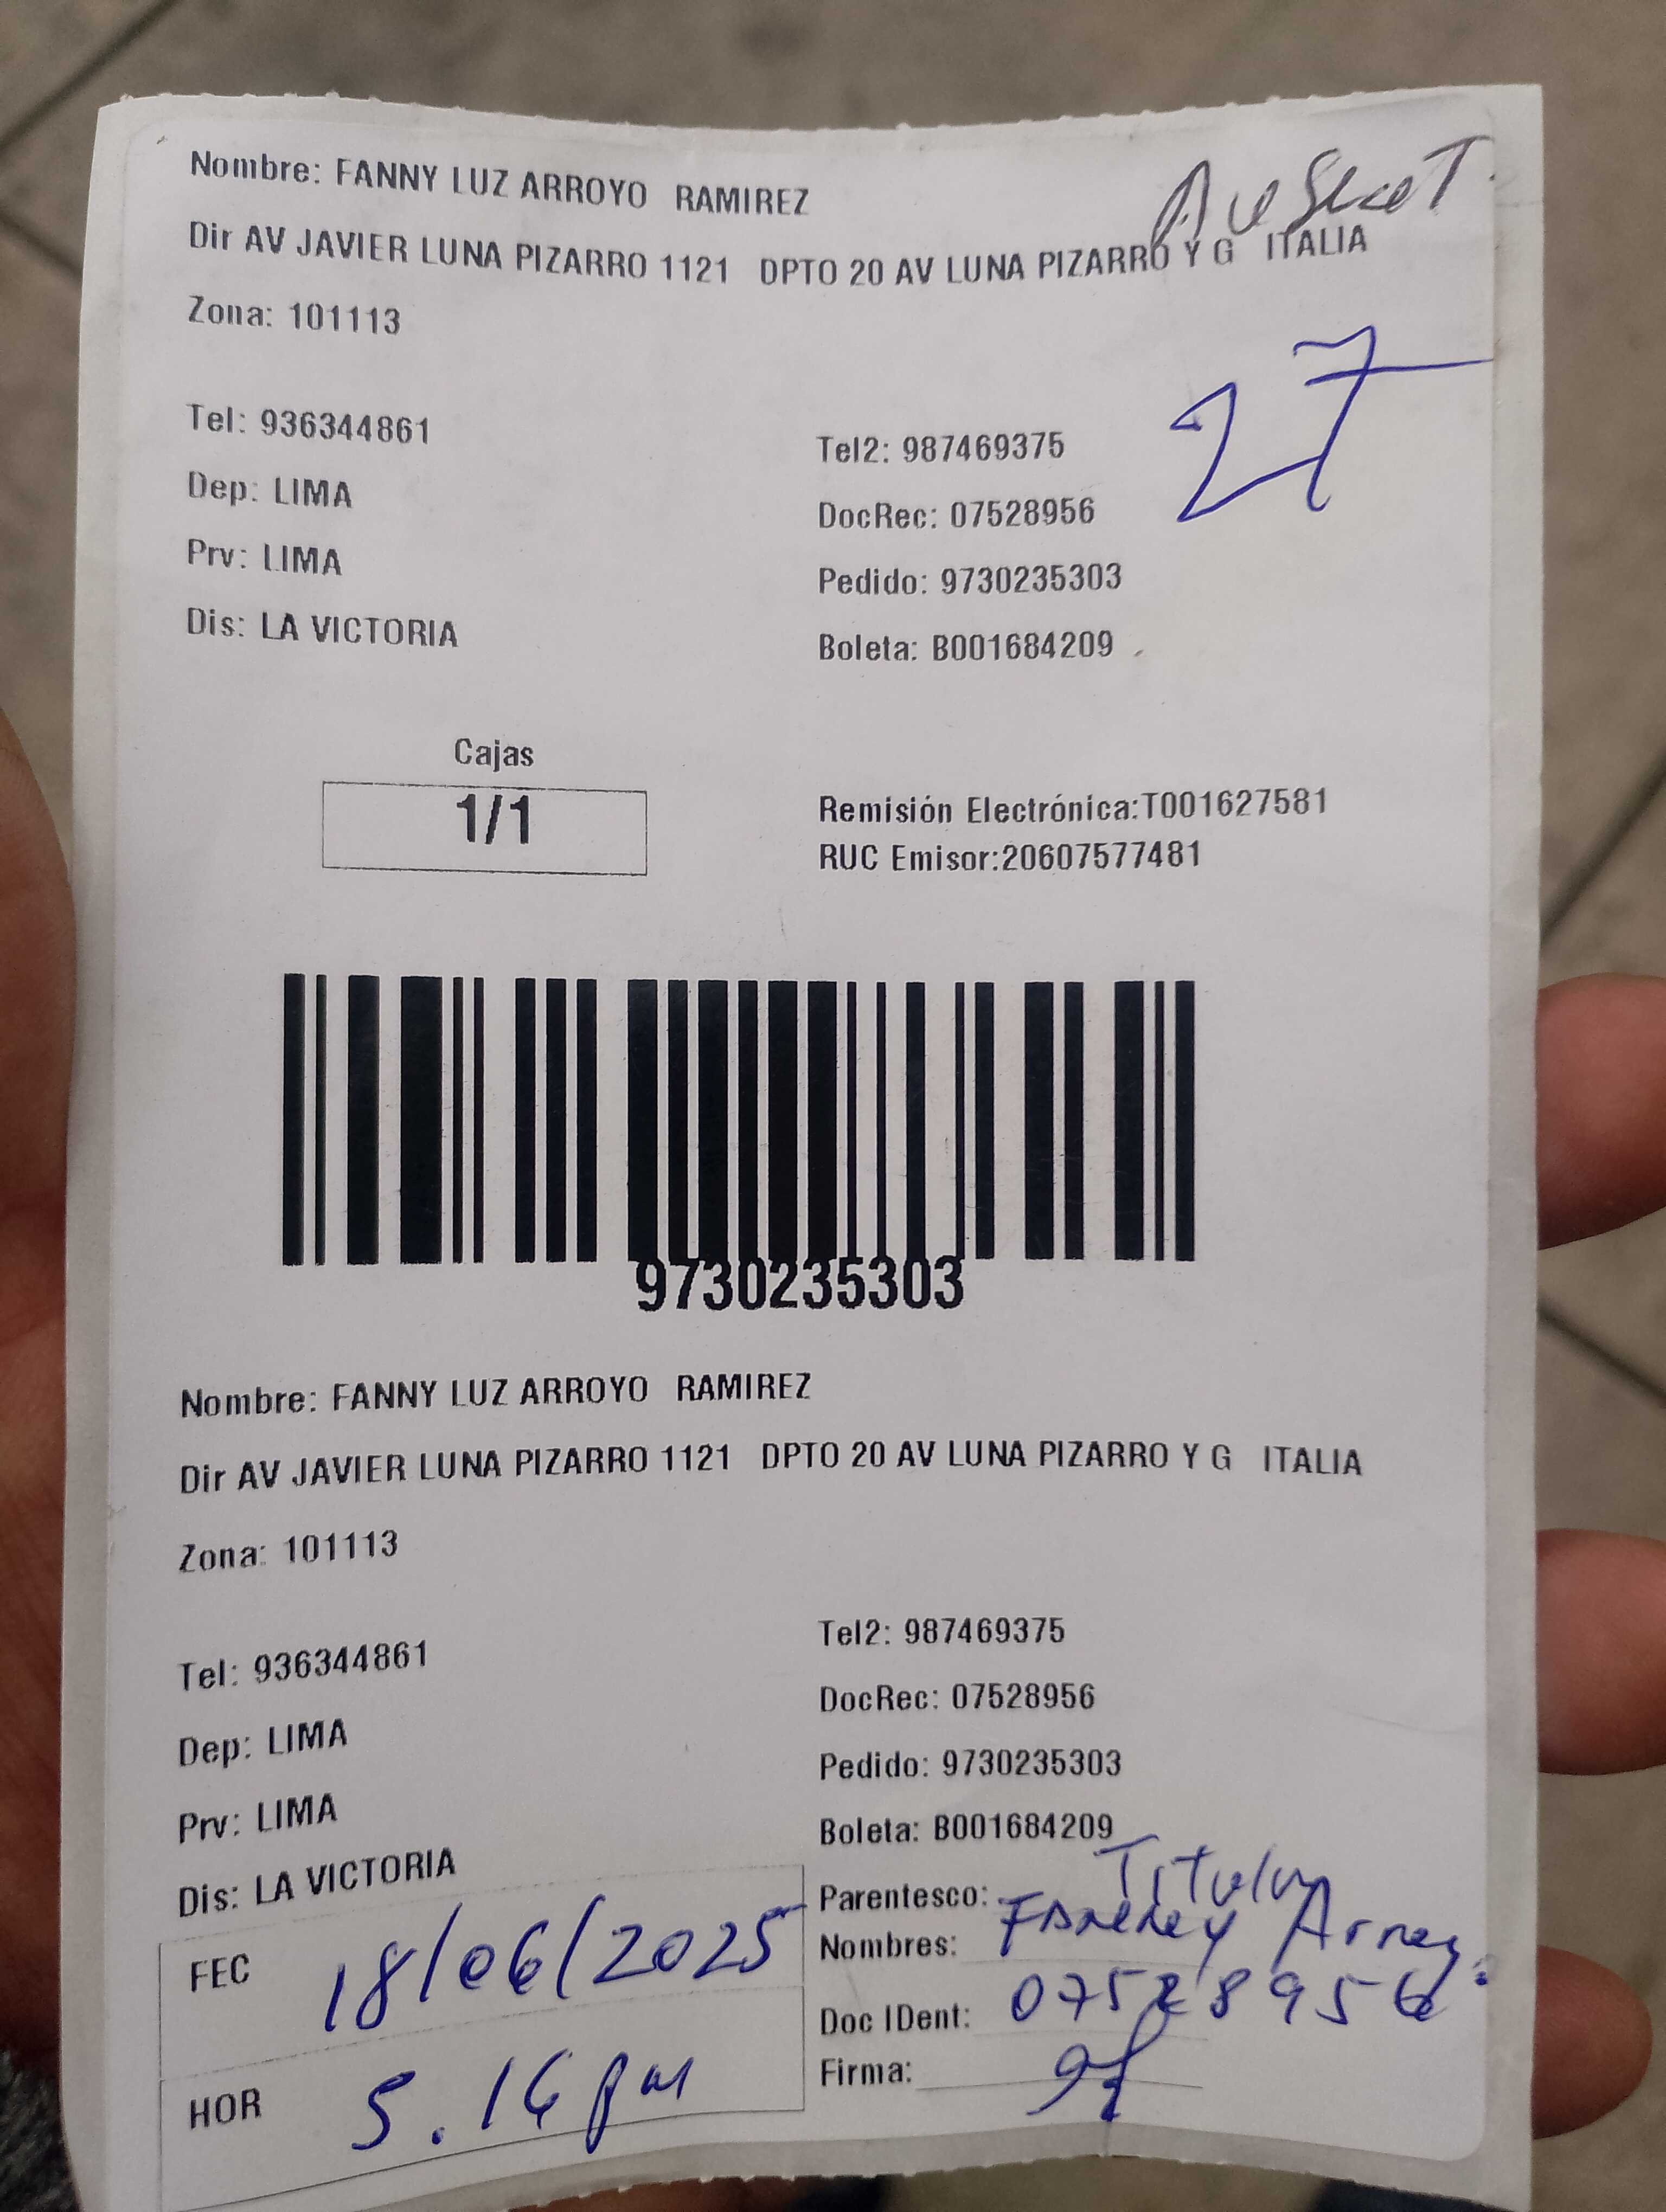 Nombre: FANNY LUZ ARROYO RAMIREZ
Dir AV JAVIER LUNA PIZARRO 1121 DPTO 20 AV LUNA PIZARRO Y G ITALIA
Zona: 101113
27
Tel: 936344861
Tel2: 987469375
Dep: LIMA
DocRec: 07528956
Prv: LIMA
Pedido: 9730235303
Dis: LA VICTORIA
Boleta: B001684209
Cajas
1/1
Remisión Electrónica:T001627581
RUC Emisor:20607577481
9730235303
Nombre: FANNY LUZ ARROYO RAMIREZ
Dir AV JAVIER LUNA PIZARRO 1121 DPTO 20 AV LUNA PIZARRO Y G ITALIA
Zona: 101113
Tel: 936344861
Tel2: 987469375
Dep: LIMA
DocRec: 07528956
Prv: LIMA
Pedido: 9730235303
Dis: LA VICTORIA
Boleta: B001684209
Parentesco: Titular
FEC 18/06/2025
Nombres: Fanny Arroy
Doc IDent: 07528956
HOR 5.16 pm
Firma: